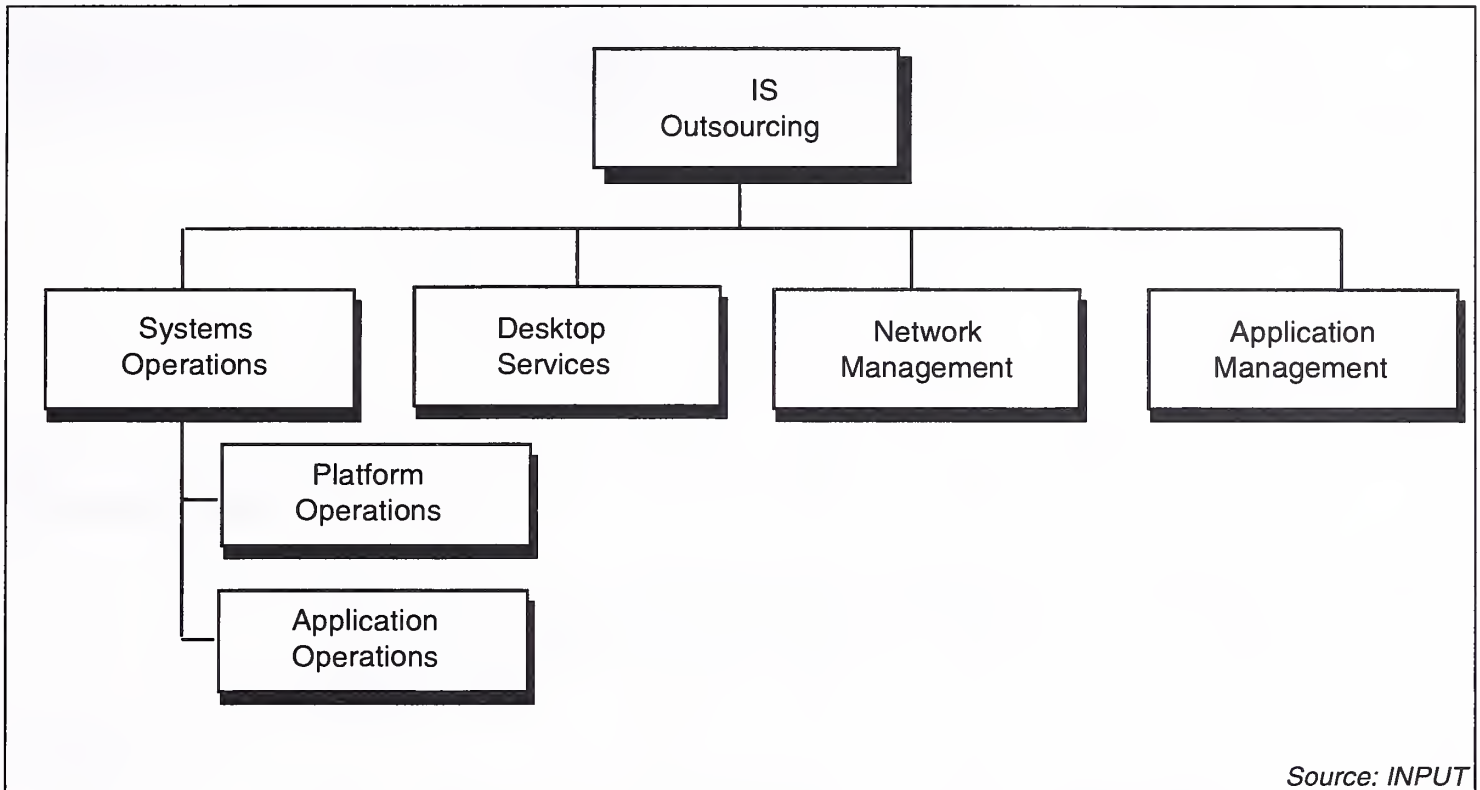 IS
Outsourcing
Systems
Operations
Desktop
Services
Network
Management
Application
Management
Platform
Operations
Application
Operations
Source: INPUT